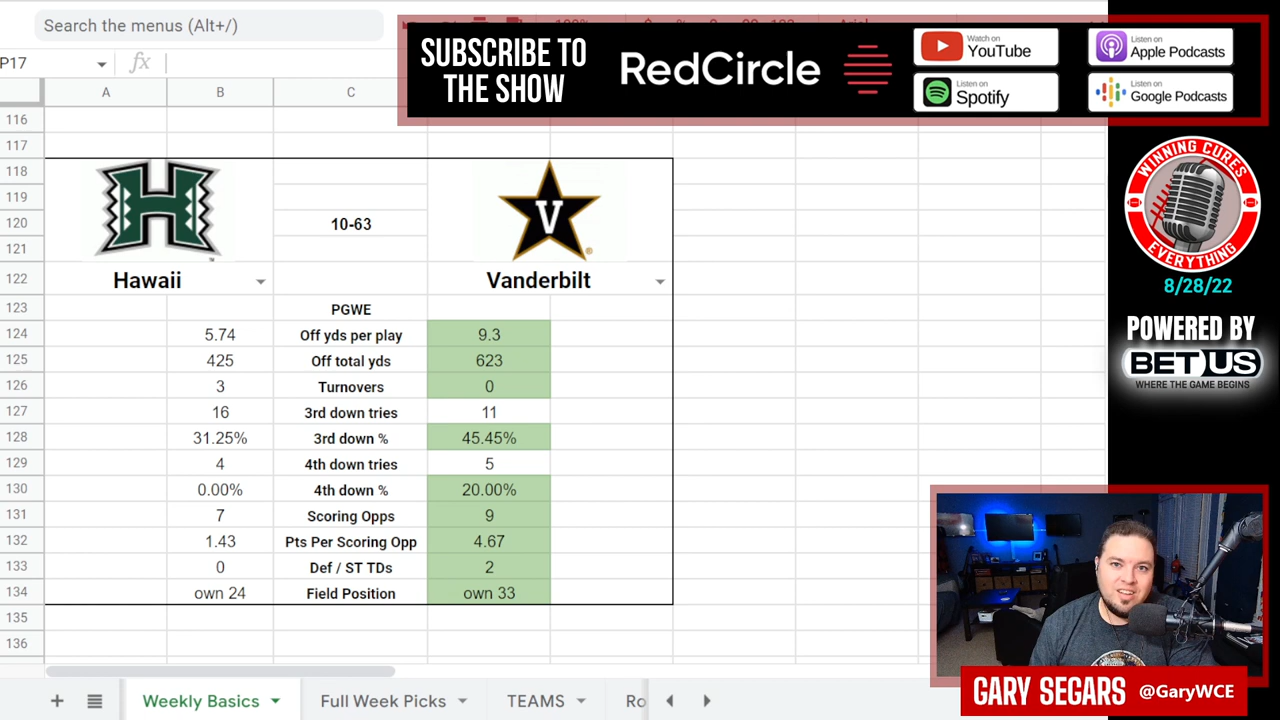 Search the menus (Alt+/)
P17
fx
SUBSCRIBE TO
THE SHOW
RedCircle
Watch on
YouTube
Listen on
Apple Podcasts
Listen on
Spotify
Listen on
Google Podcasts
A B C
116
117
118
119
120 10-63
121
H
V
®
122 Hawaii Vanderbilt
123 PGWE
124 5.74 Off yds per play 9.3
125 425 Off total yds 623
126 3 Turnovers 0
127 16 3rd down tries 11
128 31.25% 3rd down % 45.45%
129 4 4th down tries 5
130 0.00% 4th down % 20.00%
131 7 Scoring Opps 9
132 1.43 Pts Per Scoring Opp 4.67
133 0 Def / ST TDs 2
134 own 24 Field Position own 33
135
136
WINNING CURES
EVERYTHING
8/28/22
POWERED BY
BETUS
WHERE THE GAME BEGINS
GARY SEGARS @GaryWCE
+ Weekly Basics Full Week Picks TEAMS Ro